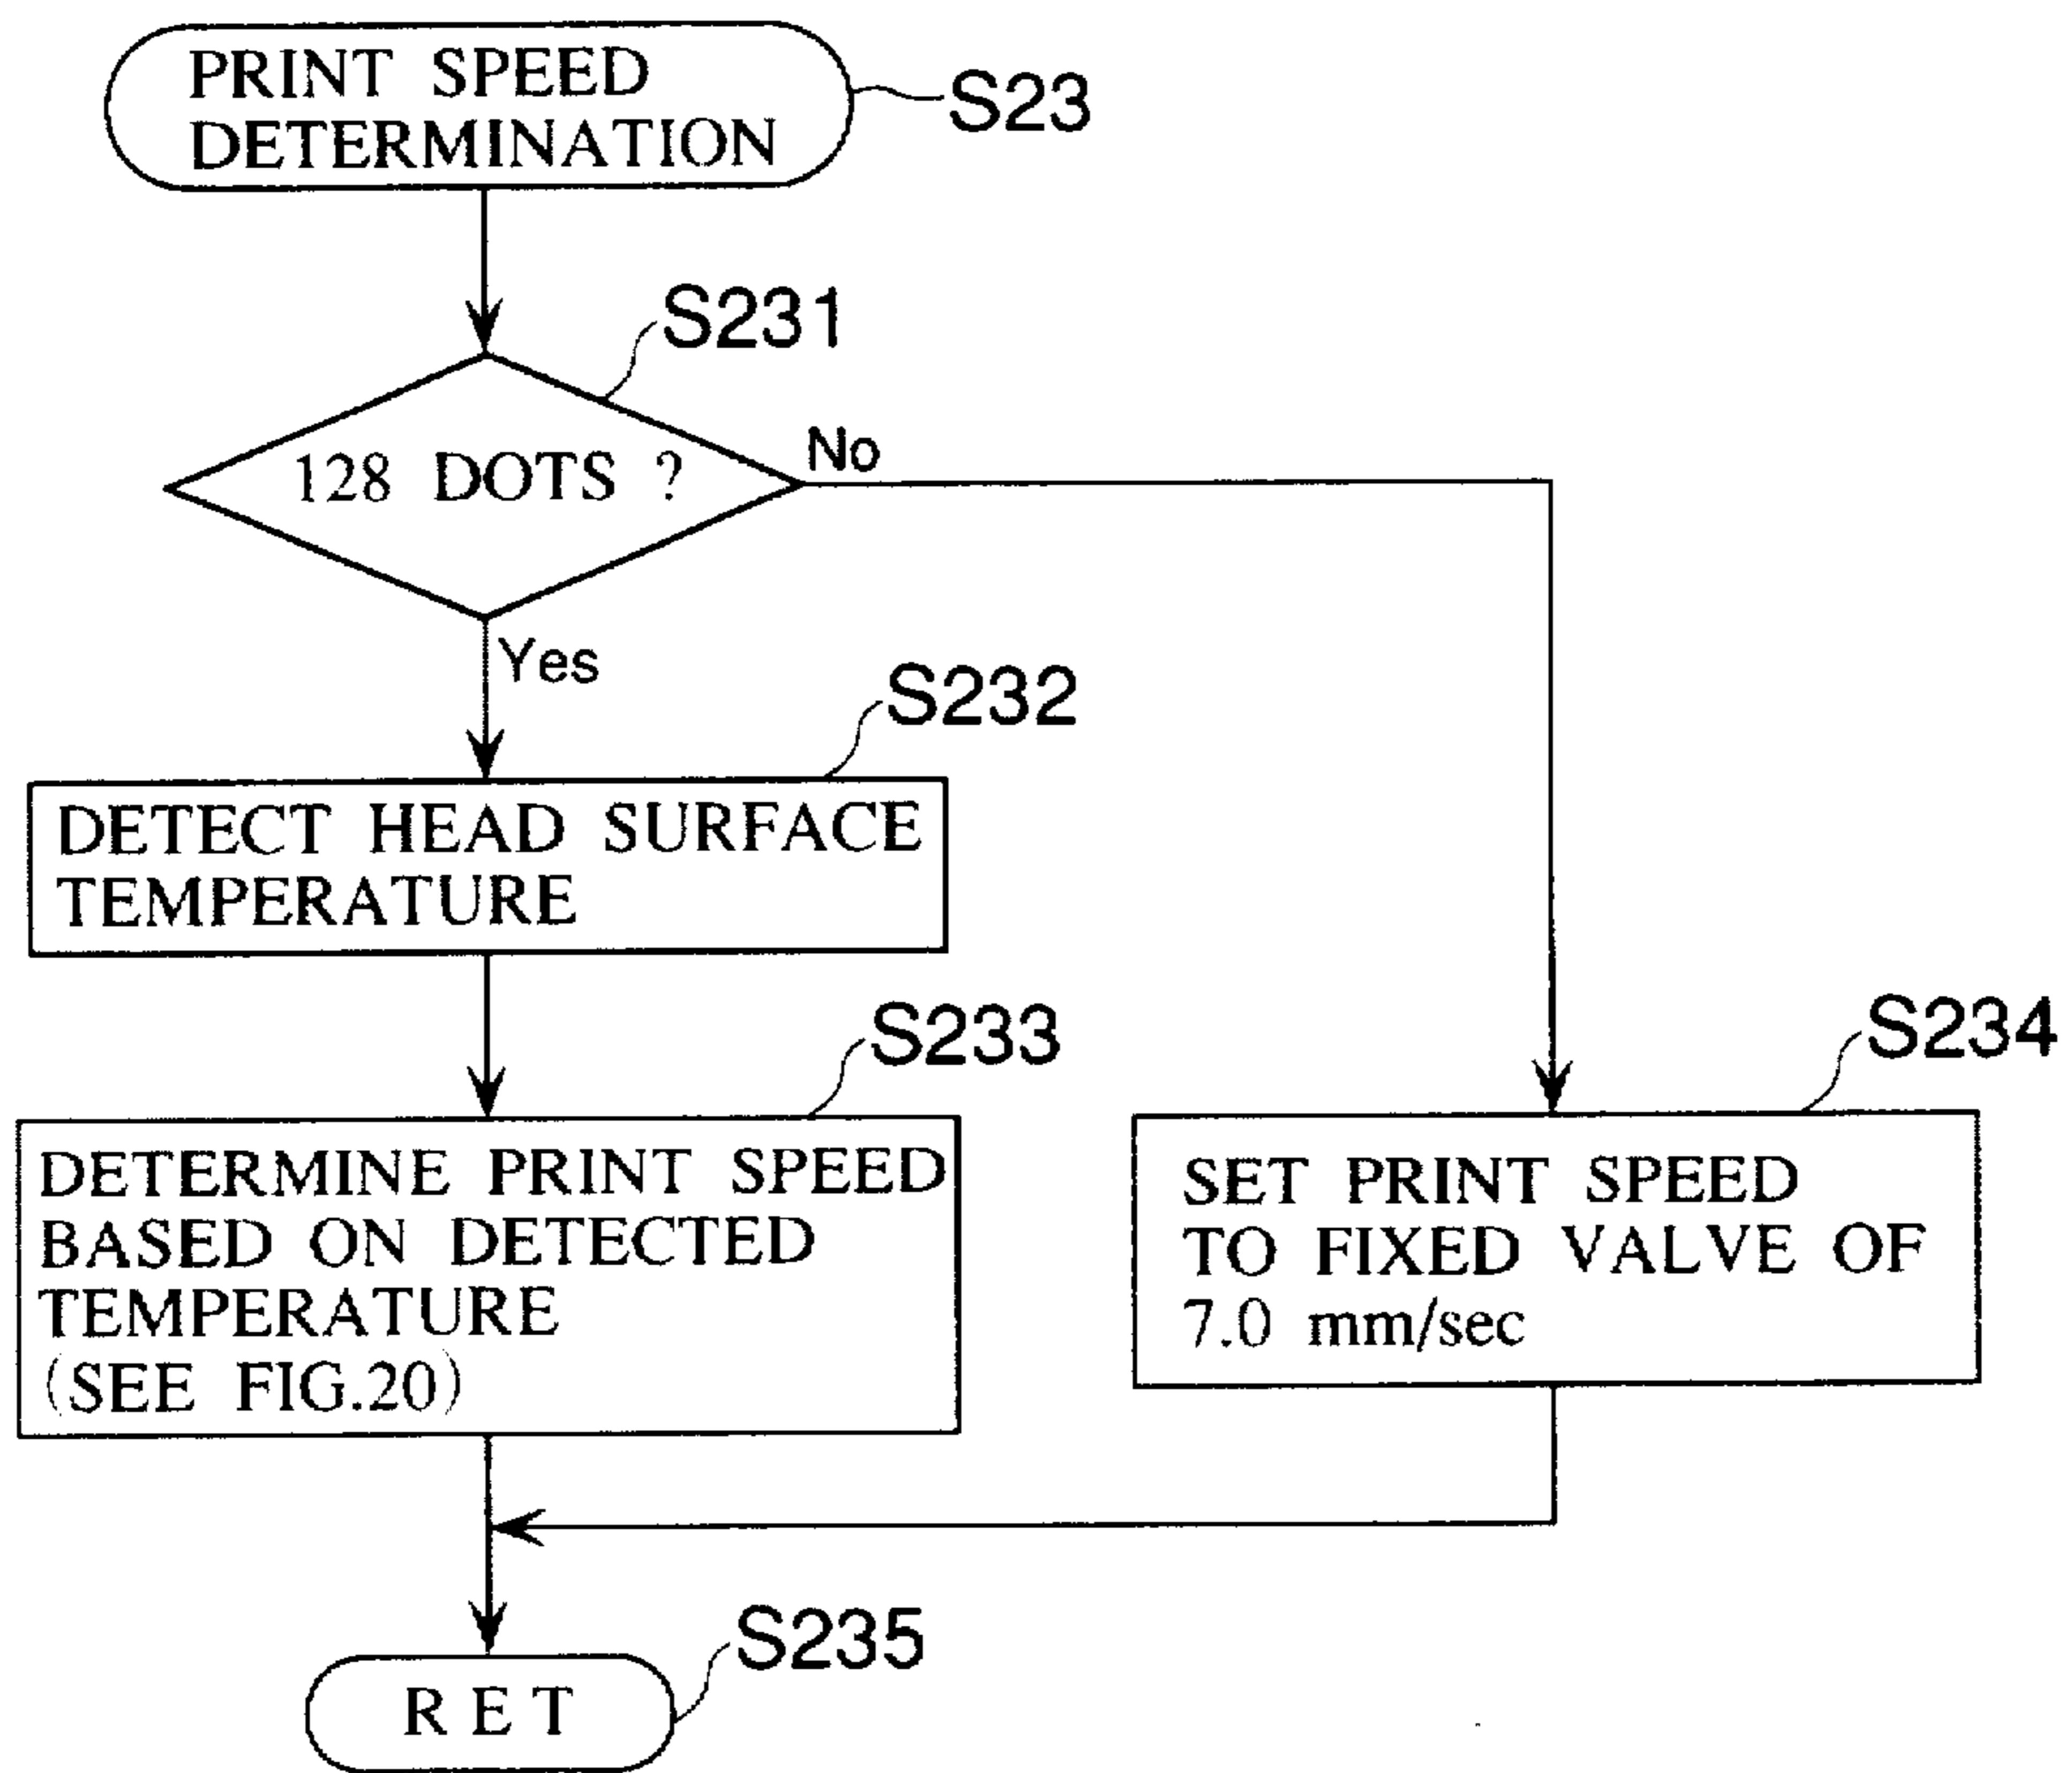 PRINT SPEED
DETERMINATION
S23
S231
128 DOTS ?
No
Yes
S232
DETECT HEAD SURFACE
TEMPERATURE
S233
DETERMINE PRINT SPEED
BASED ON DETECTED
TEMPERATURE
(SEE FIG.20)
S234
SET PRINT SPEED
TO FIXED VALVE OF
7.0 mm/sec
S235
RET